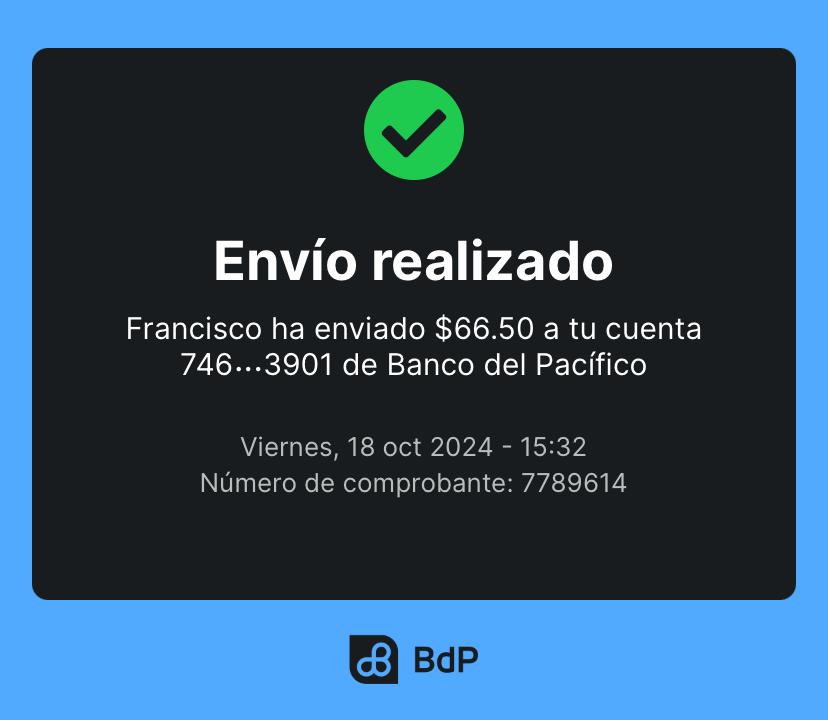 Envío realizado
Francisco ha enviado $66.50 a tu cuenta
746•••3901 de Banco del Pacífico
Viernes, 18 oct 2024 - 15:32
Número de comprobante: 7789614
BdP